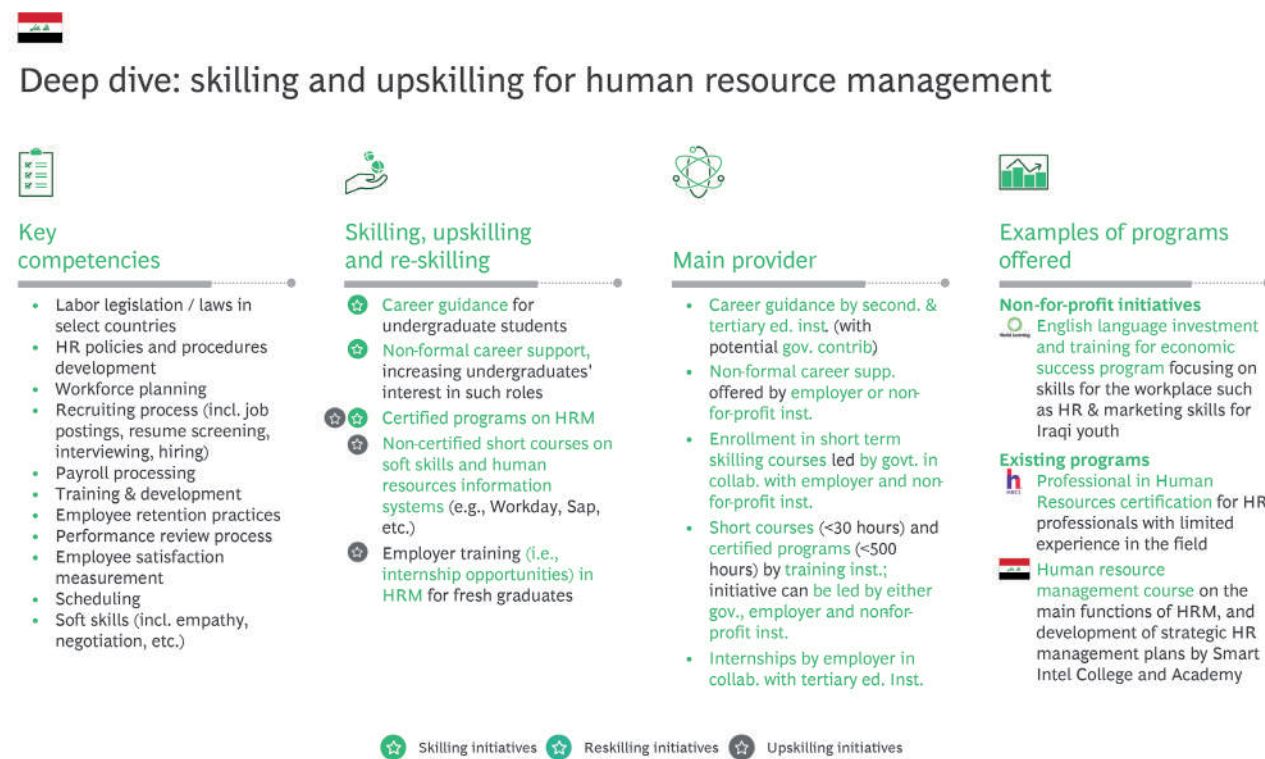 Deep dive: skilling and upskilling for human resource management
Key
competencies
• Labor legislation / laws in
select countries
• HR policies and procedures
development
• Workforce planning
• Recruiting process (incl. job
postings, resume screening,
interviewing, hiring)
• Payroll processing
• Training & development
• Employee retention practices
• Performance review process
• Employee satisfaction
measurement
• Scheduling
• Soft skills (incl. empathy,
negotiation, etc.)
Skilling, upskilling
and re-skilling
Career guidance for
undergraduate students
Non-formal career support,
increasing undergraduates'
interest in such roles
Certified programs on HRM
Non-certified short courses on
soft skills and human
resources information
systems (e.g., Workday, Sap,
etc.)
Employer training (i.e.,
internship opportunities) in
HRM for fresh graduates
Main provider
• Career guidance by second. &
tertiary ed. inst. (with
potential gov. contrib)
• Non-formal career supp.
offered by employer or non-
for-profit inst.
• Enrollment in short term
skilling courses led by govt. in
collab. with employer and non-
for-profit inst.
• Short courses (<30 hours) and
certified programs (<500
hours) by training inst.;
initiative can be led by either
gov., employer and nonfor-
profit inst.
• Internships by employer in
collab. with tertiary ed. Inst.
Examples of programs
offered
Non-for-profit initiatives
World Learning
English language investment
and training for economic
success program focusing on
skills for the workplace such
as HR & marketing skills for
Iraqi youth
Existing programs
HRCI
Professional in Human
Resources certification for HR
professionals with limited
experience in the field
Human resource
management course on the
main functions of HRM, and
development of strategic HR
management plans by Smart
Intel College and Academy
Skilling initiatives
Reskilling initiatives
Upskilling initiatives